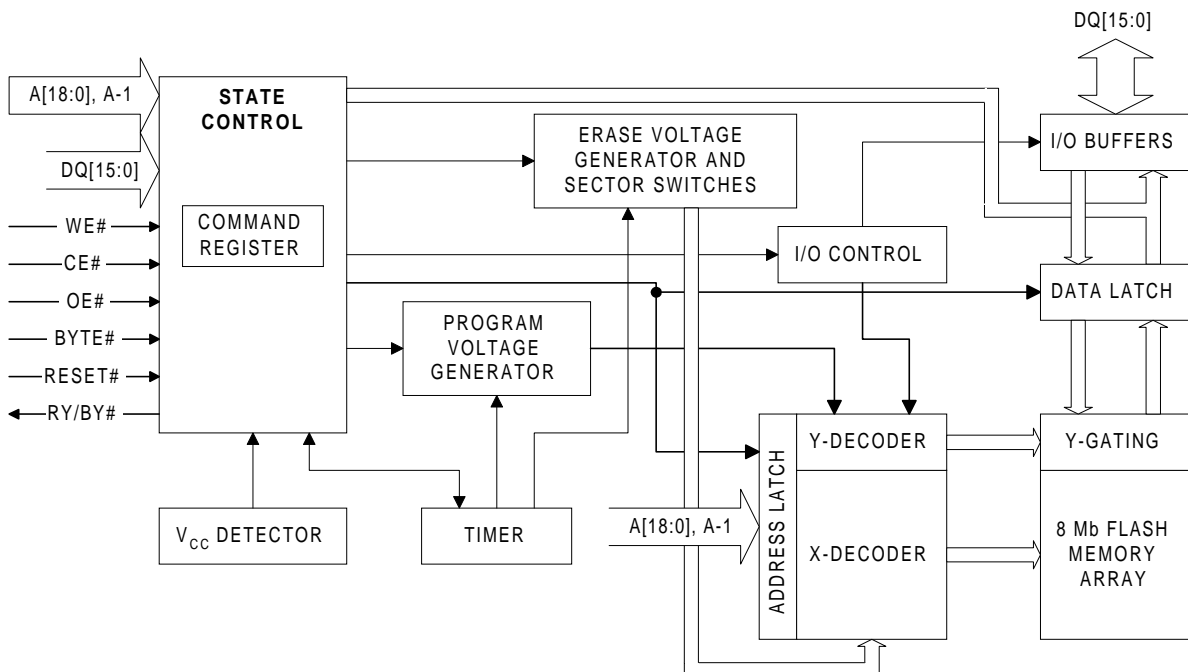 DQ[15:0]
A[18:0], A-1
STATE
CONTROL
ERASE VOLTAGE
GENERATOR AND
SECTOR SWITCHES
I/O BUFFERS
DQ[15:0]
WE#
COMMAND
REGISTER
CE#
I/O CONTROL
OE#
DATA LATCH
BYTE#
PROGRAM
VOLTAGE
GENERATOR
RESET#
RY/BY#
ADDRESS LATCH
Y-DECODER
Y-GATING
VCC DETECTOR
TIMER
A[18:0], A-1
X-DECODER
8 Mb FLASH
MEMORY
ARRAY